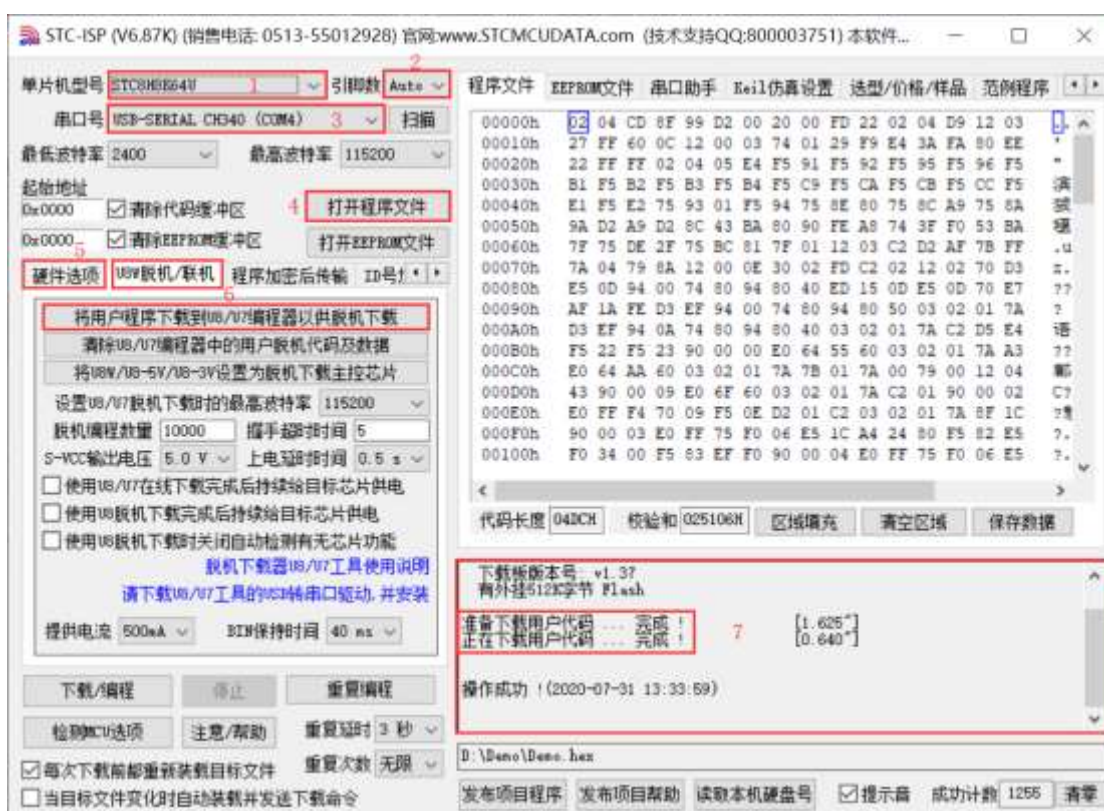 STC-ISP (V6.87K) (销售电话: 0513-55012928) 官网:www.STCMCUDATA.com (技术支持QQ:800003751) 本软件...
单片机型号 STC8H8K64U 1 引脚数 Auto 2
串口号 USB-SERIAL CH340 (COM4) 3 扫描
最低波特率 2400 最高波特率 115200
起始地址
0x0000 清除代码缓冲区 4 打开程序文件
0x0000 清除EEPROM缓冲区 打开EEPROM文件
5
硬件选项 U8W脱机/联机 程序加密后传输
6
将用户程序下载到U8/U7编程器以供脱机下载
清除U8/U7编程器中的用户脱机代码及数据
将U8W/U8-5V/U8-3V设置为脱机下载主控芯片
设置U8/U7脱机下载时的最高波特率 115200
脱机编程数量 10000 握手超时时间 5
S-VCC输出电压 5.0 V 上电延时时间 0.5 s
使用U8/U7在线下载完成后持续给目标芯片供电
使用U8脱机下载完成后持续给目标芯片供电
使用U8脱机下载时关闭自动检测有无芯片功能
脱机下载器U8/U7工具使用说明
请下载U8/U7工具的USB转串口驱动,并安装
提供电流 500mA BIN保持时间 40 ms
下载/编程 停止 重复编程
检测MCU选项 注意/帮助 重复延时 3 秒
每次下载前都重新装载目标文件 重复次数 无限
当目标文件变化时自动装载并发送下载命令
程序文件 EEPROM文件 串口助手 Keil仿真设置 选型/价格/样品 范例程序
00000h 02 04 CD 8F 99 D2 00 20 00 FD 22 02 04 D9 12 03
00010h 27 FF 60 0C 12 00 03 74 01 29 F9 E4 3A FA 80 EE
00020h 22 FF FF 02 04 05 E4 F5 91 F5 92 F5 95 F5 96 F5
00030h B1 F5 B2 F5 B3 F5 B4 F5 C9 F5 CA F5 CB F5 CC F5
00040h E1 F5 E2 75 93 01 F5 94 75 8E 80 75 8C A9 75 8A
00050h 9A D2 A9 D2 8C 43 BA 80 90 FE A8 74 3F F0 53 BA
00060h 7F 75 DE 2F 75 BC 81 7F 01 12 03 C2 D2 AF 7B FF
00070h 7A 04 79 8A 12 00 0E 30 02 FD C2 02 12 02 70 D3
00080h E5 0D 94 00 74 80 94 80 40 ED 15 0D E5 0D 70 E7
00090h AF 1A FE D3 EF 94 00 74 80 94 80 50 03 02 01 7A
000A0h D3 EF 94 0A 74 80 94 80 40 03 02 01 7A C2 D5 E4
000B0h F5 22 F5 23 90 00 00 E0 64 55 60 03 02 01 7A A3
000C0h E0 64 AA 60 03 02 01 7A 7B 01 7A 00 79 00 12 04
000D0h 43 90 00 09 E0 6F 60 03 02 01 7A C2 01 90 00 02
000E0h E0 FF F4 70 09 F5 0E D2 01 C2 03 02 01 7A 8F 1C
000F0h 90 00 03 E0 FF 75 F0 06 E5 1C A4 24 80 F5 82 E5
00100h F0 34 00 F5 83 EF F0 90 00 04 E0 FF 75 F0 06 E5
代码长度 04DCH 校验和 025106H 区域填充 清空区域 保存数据
下载板版本号: v1.37
有外挂512K字节 Flash
准备下载用户代码 ... 完成 ! [1.625"]
正在下载用户代码 ... 完成 ! 7 [0.640"]
操作成功 !(2020-07-31 13:33:59)
D:\Demo\Demo.hex
发布项目程序 发布项目帮助 读取本机硬盘号 提示音 成功计数 1255 清零